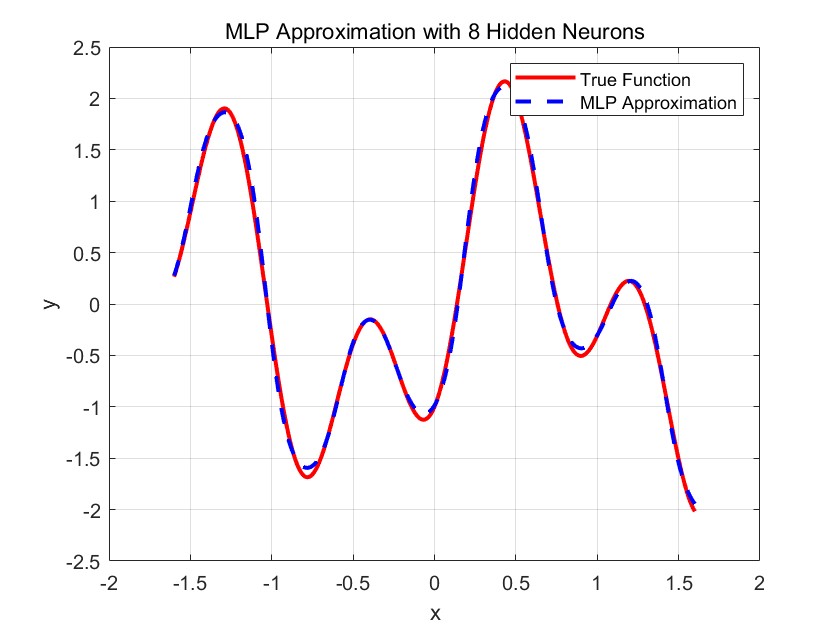 MLP Approximation with 8 Hidden Neurons
True Function
MLP Approximation
2.5
2
1.5
1
0.5
0
-0.5
-1
-1.5
-2
-2.5
y
-2 -1.5 -1 -0.5 0 0.5 1 1.5 2
x